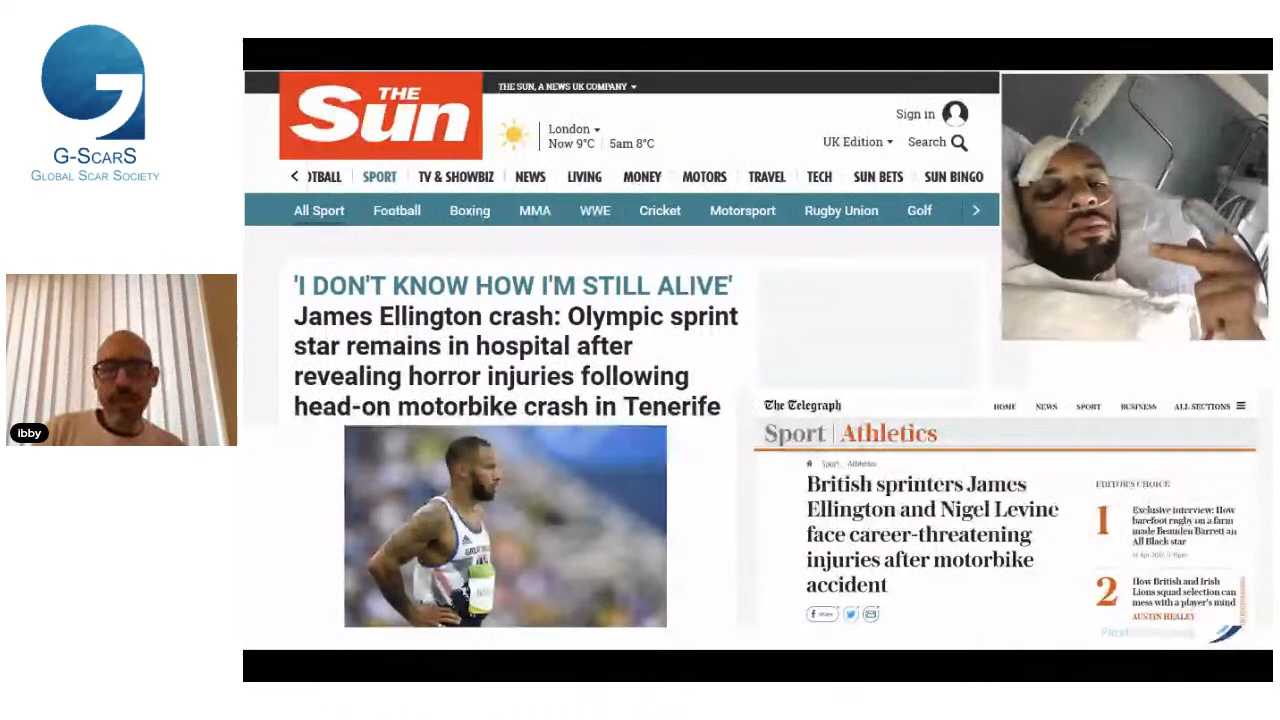 G-ScarS
Global Scar Society
ibby
THE
Sun
THE SUN, A NEWS UK COMPANY
London
Now 9°C
5am 8°C
Sign in
UK Edition
Search
OTBALL
SPORT
TV & SHOWBIZ
NEWS
LIVING
MONEY
MOTORS
TRAVEL
TECH
SUN BETS
SUN BINGO
All Sport
Football
Boxing
MMA
WWE
Cricket
Motorsport
Rugby Union
Golf
'I DON'T KNOW HOW I'M STILL ALIVE'
James Ellington crash: Olympic sprint
star remains in hospital after
revealing horror injuries following
head-on motorbike crash in Tenerife
The Telegraph
HOME
NEWS
SPORT
BUSINESS
ALL SECTIONS
Sport | Athletics
Sport
Athletics
British sprinters James
Ellington and Nigel Levine
face career-threatening
injuries after motorbike
accident
share
EDITOR'S CHOICE
1
Exclusive interview: How
barefoot rugby on a farm
made Beauden Barrett an
All Black star
2
How British and Irish
Lions squad selection can
mess with a player's mind
AUSTIN HEALEY